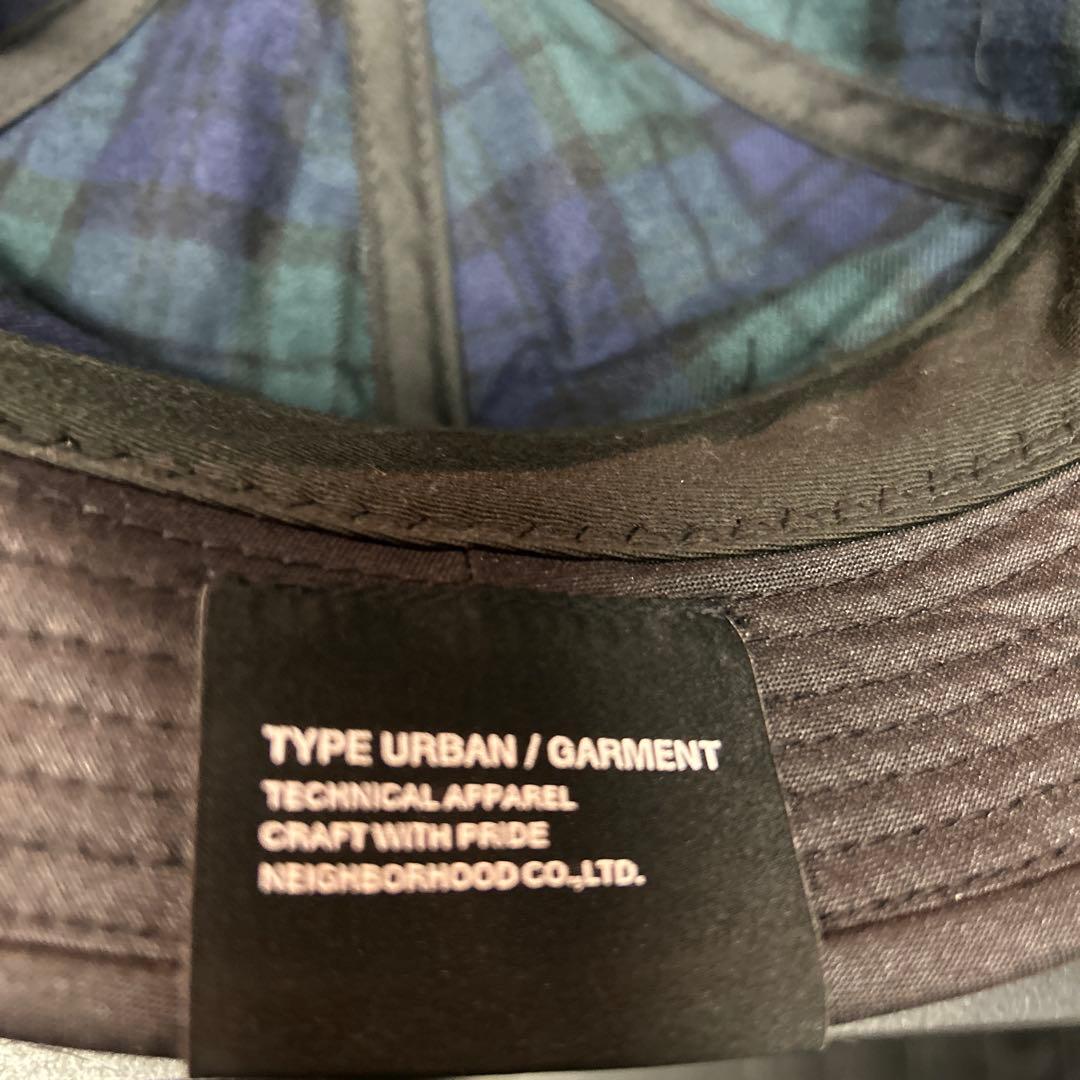 TYPE URBAN / GARMENT
TECHNICAL APPAREL
CRAFT WITH PRIDE
NEIGHBORHOOD CO.,LTD.